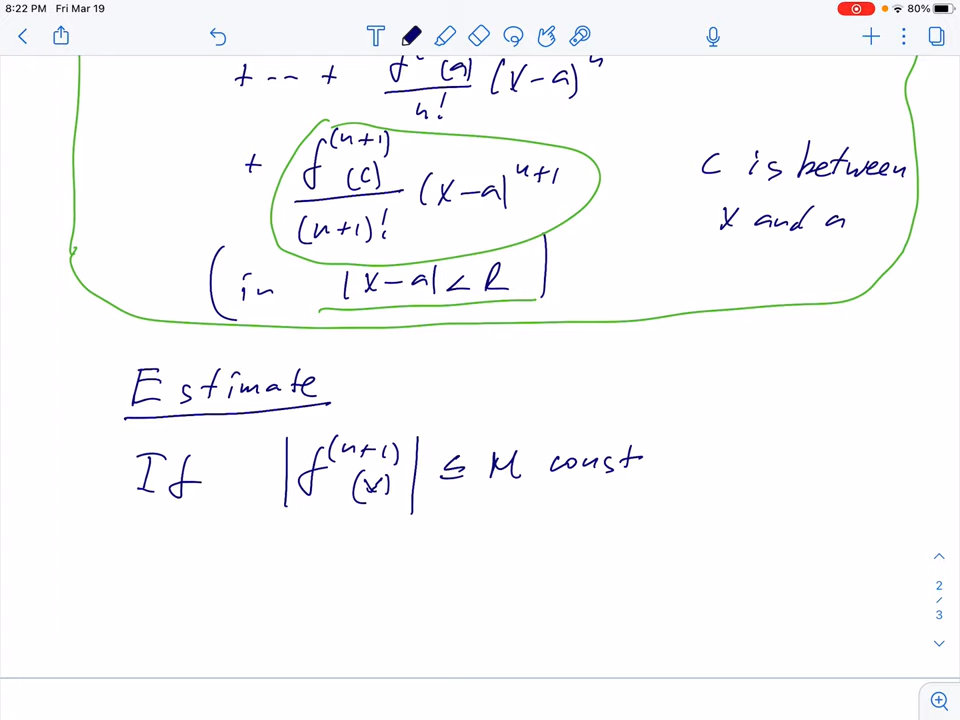 8:22 PM Fri Mar 19 80%
T
+ -- + f (a) / n! (x-a)^n
+ f^(n+1)(c) / (n+1)! (x-a)^n+1
C is between
x and a
(in |x-a| < R)
Estimate
If |f^(n+1)(x)| ≤ M const
2
/
3